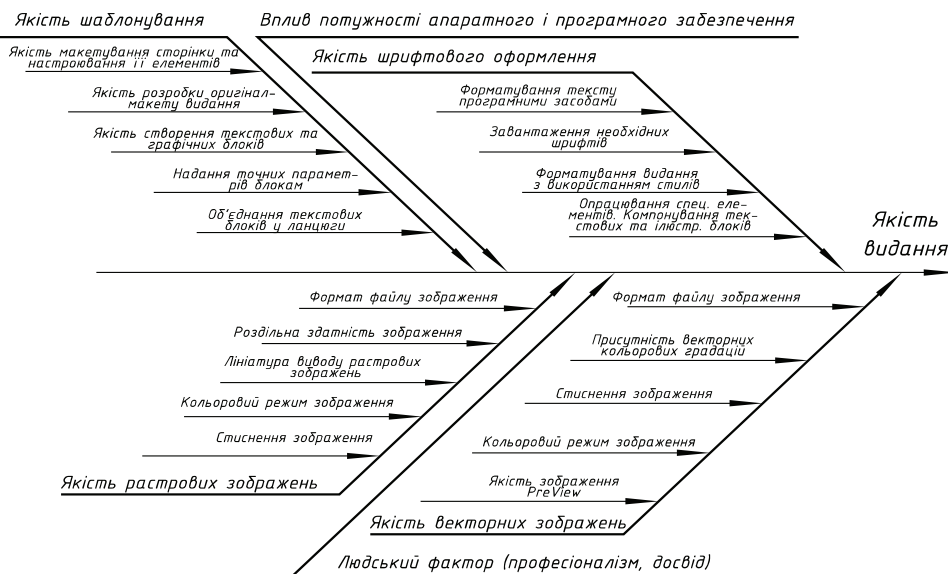 Якість шаблонування
Вплив потужності апаратного і програмного забезпечення
Якість макетування сторінки та
настроювання її елементів
Якість розробки оригінал-
макету видання
Якість створення текстових та
графічних блоків
Надання точних парамет-
рів блокам
Об'єднання текстових
блоків у ланцюги
Якість шрифтового оформлення
Форматування тексту
програмними засобами
Завантаження необхідних
шрифтів
Форматування видання
з використанням стилів
Опрацювання спец. еле-
ментів. Компонування тек-
стових та ілюстр. блоків
Якість
видання
Формат файлу зображення
Роздільна здатність зображення
Лініатура виводу растрових
зображень
Кольоровий режим зображення
Стиснення зображення
Якість растрових зображень
Формат файлу зображення
Присутність векторних
кольорових градацій
Стиснення зображення
Кольоровий режим зображення
Якість зображення
PreView
Якість векторних зображень
Людський фактор (професіоналізм, досвід)